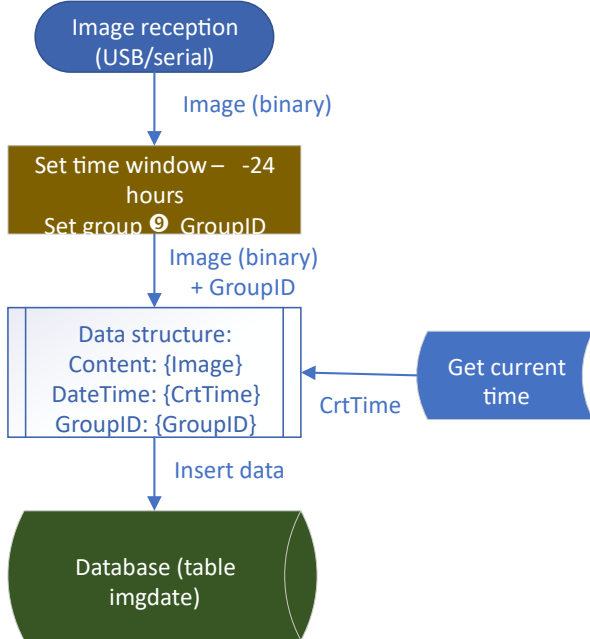 Image reception
(USB/serial)
Image (binary)
Set time window – -24
hours
Set group ❾ GroupID
Image (binary)
+ GroupID
Data structure:
Content: {Image}
DateTime: {CrtTime}
GroupID: {GroupID}
Get current
time
CrtTime
Insert data
Database (table
imgdate)